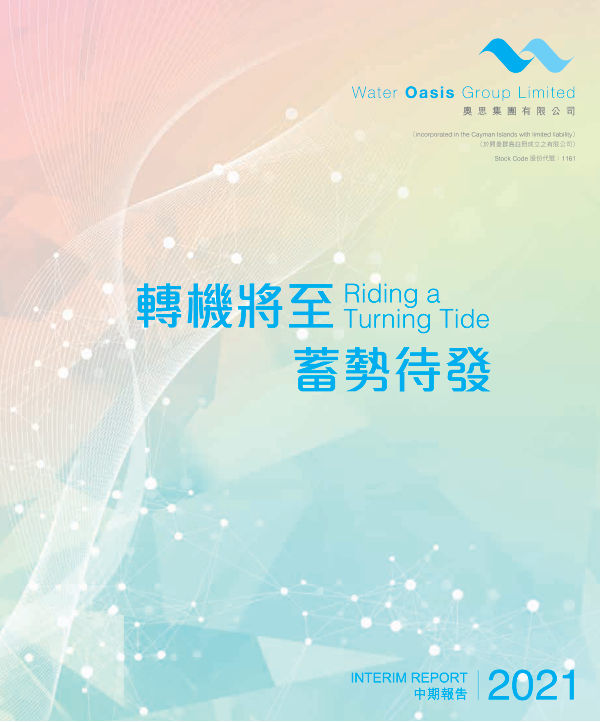 Water Oasis Group Limited
奧思集團有限公司
(incorporated in the Cayman Islands with limited liability)
(於開曼群島註冊成立之有限公司)
Stock Code 股份代號：1161
轉機將至 Riding a
Turning Tide
蓄勢待發
INTERIM REPORT
中期報告
2021